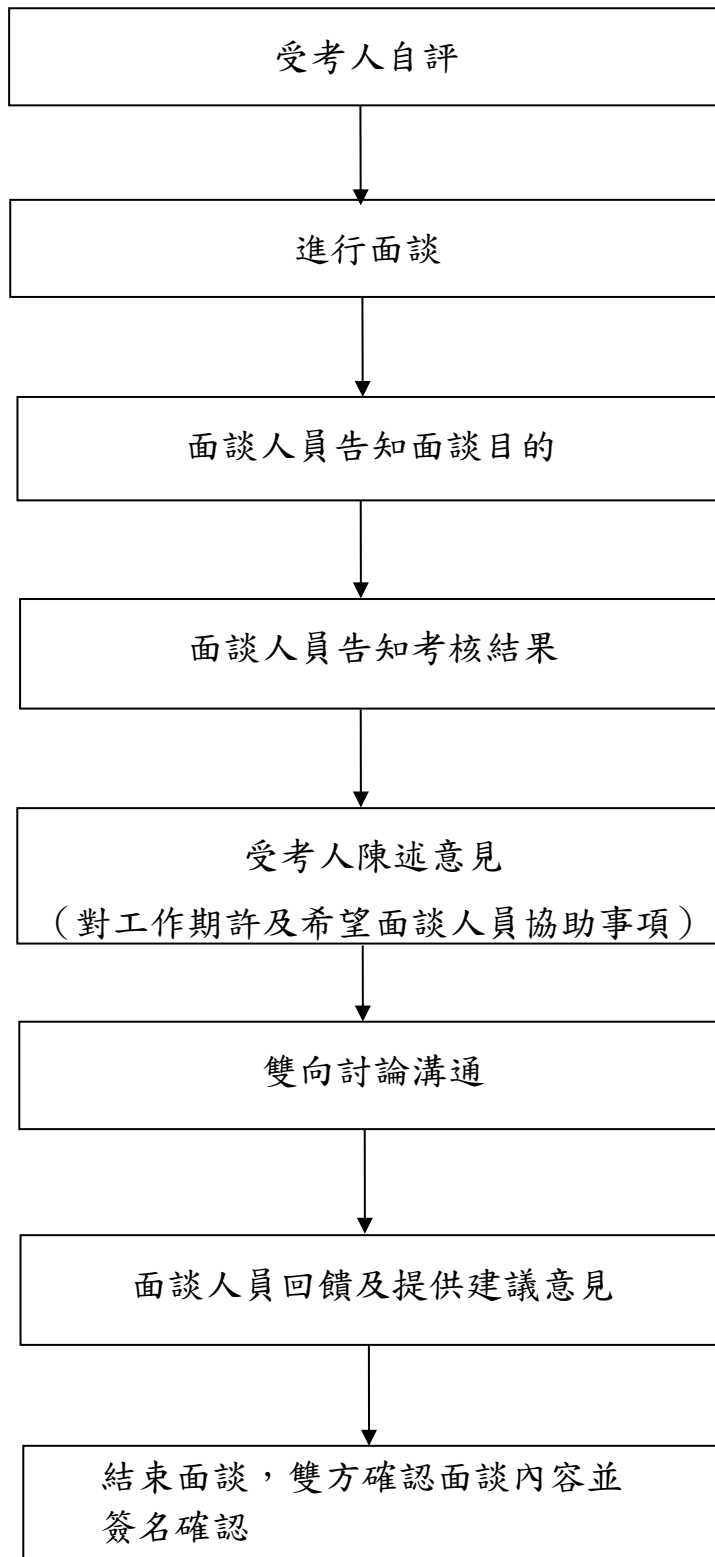 受考人自評
進行面談
面談人員告知面談目的
面談人員告知考核結果
受考人陳述意見
（對工作期許及希望面談人員協助事項）
雙向討論溝通
面談人員回饋及提供建議意見
結束面談，雙方確認面談內容並
簽名確認